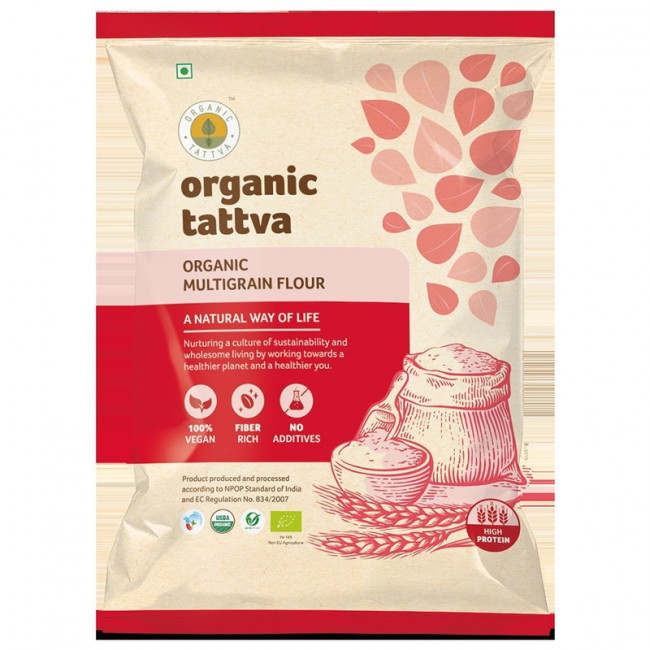 ORGANIC
TATTVA
TM
organic
tattva
ORGANIC
MULTIGRAIN FLOUR
A NATURAL WAY OF LIFE
Nurturing a culture of sustainability and
wholesome living by working towards a
healthier planet and a healthier you.
100%
VEGAN
FIBER
RICH
NO
ADDITIVES
Product produced and processed
according to NPOP Standard of India
and EC Regulation No. 834/2007
USDA
ORGANIC
Non EU Agriculture
HIGH
PROTEIN